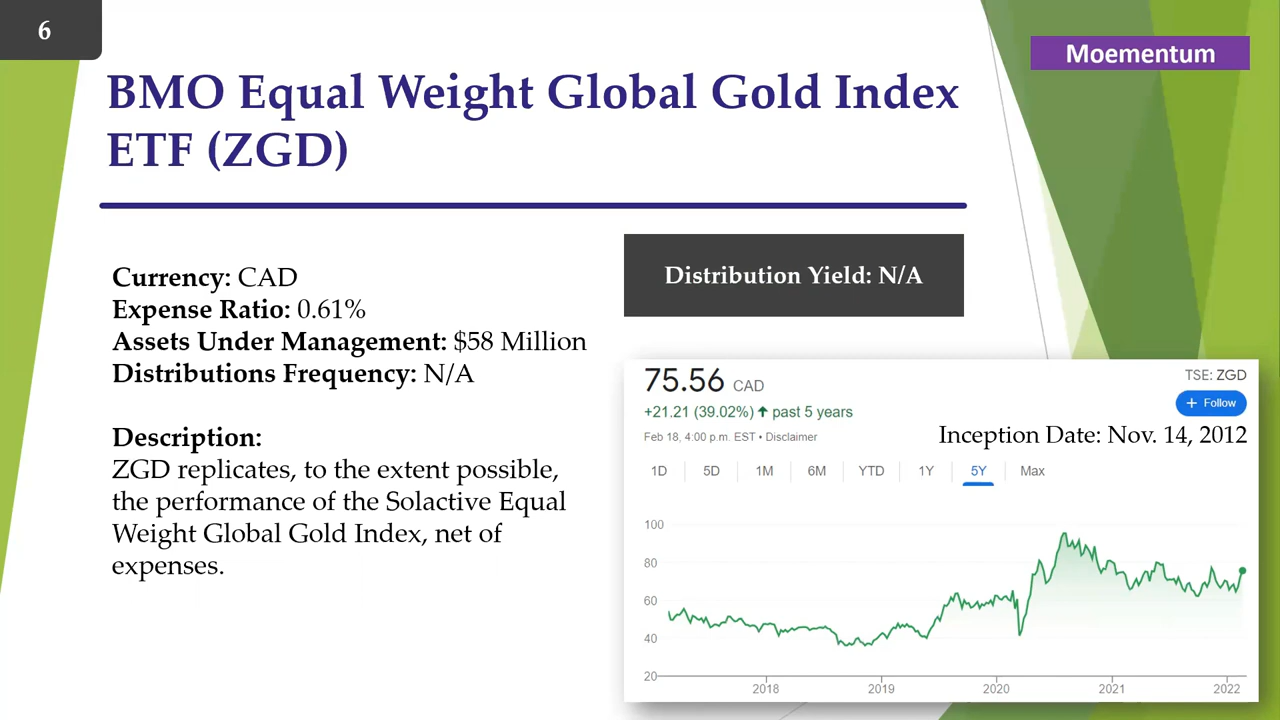 6
Moementum
BMO Equal Weight Global Gold Index
ETF (ZGD)
Currency: CAD
Expense Ratio: 0.61%
Assets Under Management: $58 Million
Distributions Frequency: N/A
Description:
ZGD replicates, to the extent possible,
the performance of the Solactive Equal
Weight Global Gold Index, net of
expenses.
Distribution Yield: N/A
75.56 CAD
TSE: ZGD
+21.21 (39.02%) ↑ past 5 years
+ Follow
Feb 18, 4:00 p.m. EST • Disclaimer
Inception Date: Nov. 14, 2012
1D 5D 1M 6M YTD 1Y 5Y Max
100
80
60
40
20
2018 2019 2020 2021 2022